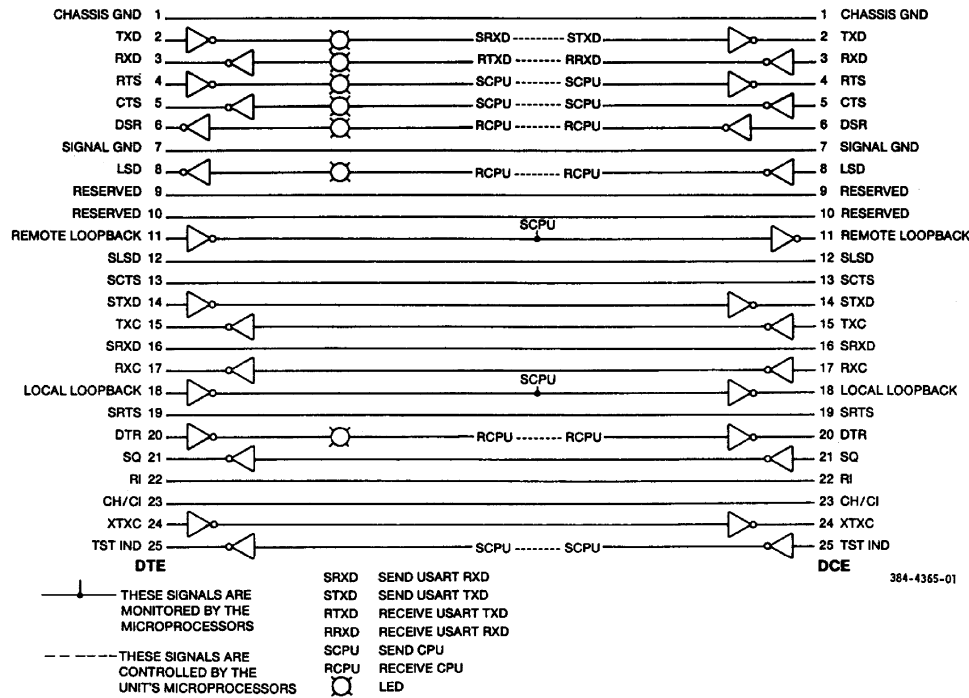 CHASSIS GND 1 1 CHASSIS GND
TXD 2 SRXD STXD 2 TXD
RXD 3 RTXD RRXD 3 RXD
RTS 4 SCPU SCPU 4 RTS
CTS 5 SCPU SCPU 5 CTS
DSR 6 RCPU RCPU 6 DSR
SIGNAL GND 7 7 SIGNAL GND
LSD 8 RCPU RCPU 8 LSD
RESERVED 9 9 RESERVED
RESERVED 10 10 RESERVED
SCPU
REMOTE LOOPBACK 11 11 REMOTE LOOPBACK
SLSD 12 12 SLSD
SCTS 13 13 SCTS
STXD 14 14 STXD
TXC 15 15 TXC
SRXD 16 16 SRXD
RXC 17 17 RXC
SCPU
LOCAL LOOPBACK 18 18 LOCAL LOOPBACK
SRTS 19 19 SRTS
DTR 20 RCPU RCPU 20 DTR
SQ 21 21 SQ
RI 22 22 RI
CH/CI 23 23 CH/CI
XTXC 24 24 XTXC
TST IND 25 SCPU SCPU 25 TST IND
DTE DCE
384-4365-01
THESE SIGNALS ARE
MONITORED BY THE
MICROPROCESSORS
THESE SIGNALS ARE
CONTROLLED BY THE
UNIT'S MICROPROCESSORS
SRXD SEND USART RXD
STXD SEND USART TXD
RTXD RECEIVE USART TXD
RRXD RECEIVE USART RXD
SCPU SEND CPU
RCPU RECEIVE CPU
LED